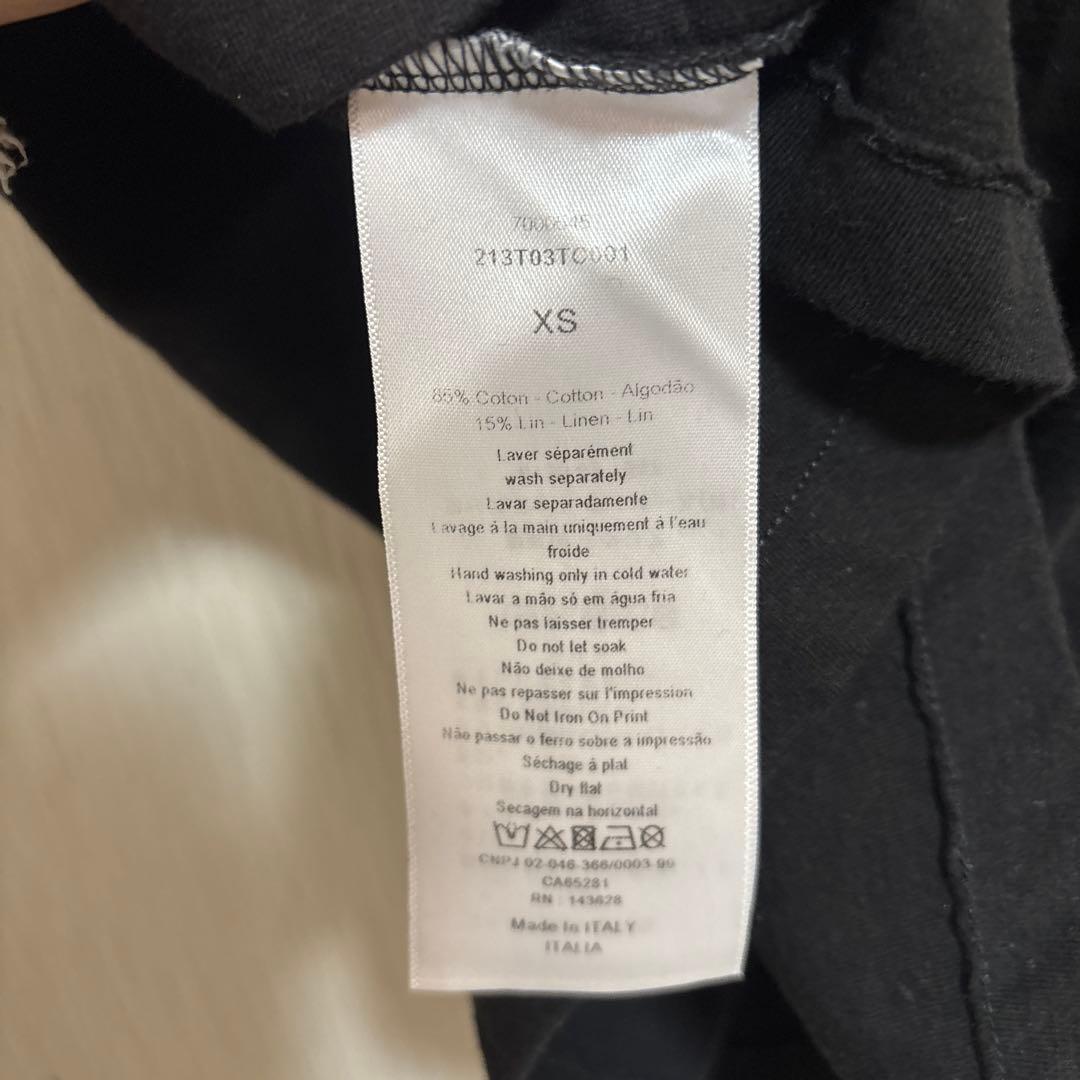 213T03TC001
XS
85% Coton - Cotton - Algodão
15% Lin - Linen - Lin
Laver séparément
wash separately
Lavar separadamente
Lavage à la main uniquement à l'eau
froide
Hand washing only in cold water
Lavar a mão só em água fria
Ne pas laisser tremper
Do not let soak
Não deixe de molho
Ne pas repasser sur l'impression
Do Not Iron On Print
Não passar o ferro sobre a impressão
Séchage à plat
Dry flat
Secagem na horizontal
CNPJ 02-046-366/0003-99
CA65281
RN : 143628
Made in ITALY
ITALIA